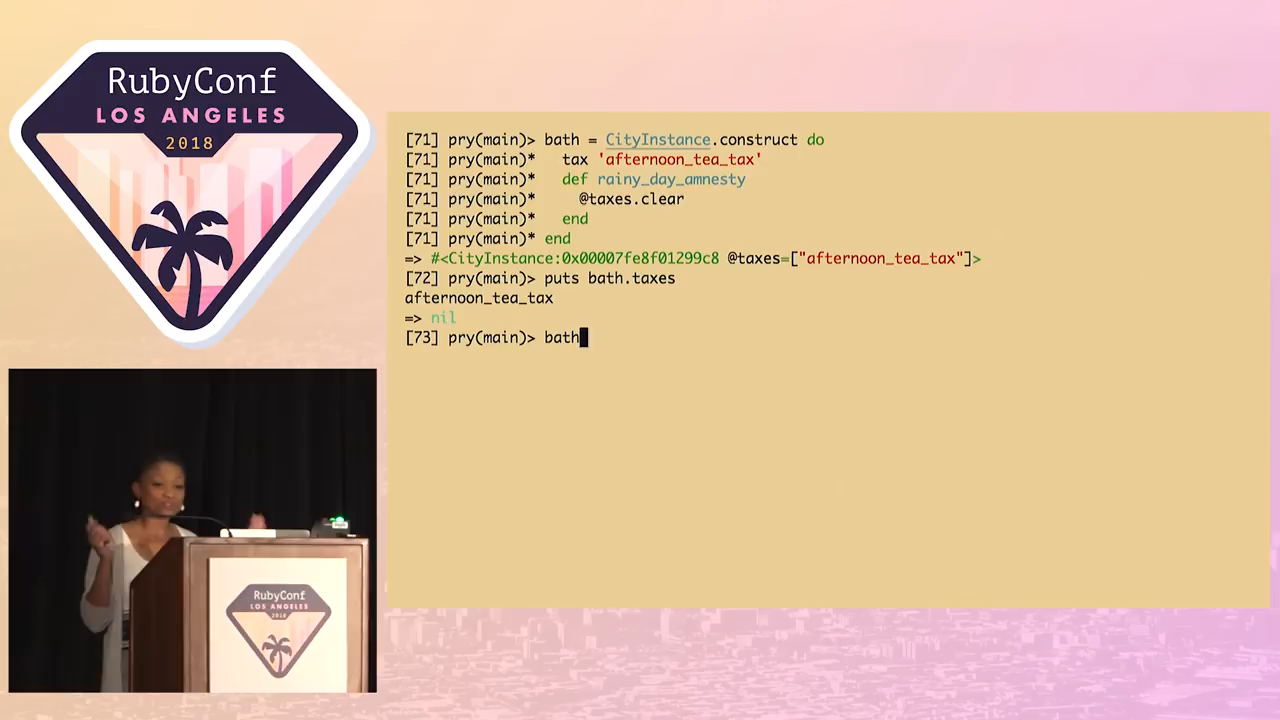 RubyConf
LOS ANGELES
2018
[71] pry(main)> bath = CityInstance.construct do
[71] pry(main)*   tax 'afternoon_tea_tax'
[71] pry(main)*   def rainy_day_amnesty
[71] pry(main)*     @taxes.clear
[71] pry(main)*   end
[71] pry(main)* end
=> #<CityInstance:0x00007fe8f01299c8 @taxes=["afternoon_tea_tax"]>
[72] pry(main)> puts bath.taxes
afternoon_tea_tax
=> nil
[73] pry(main)> bath
RubyConf
LOS ANGELES
2018